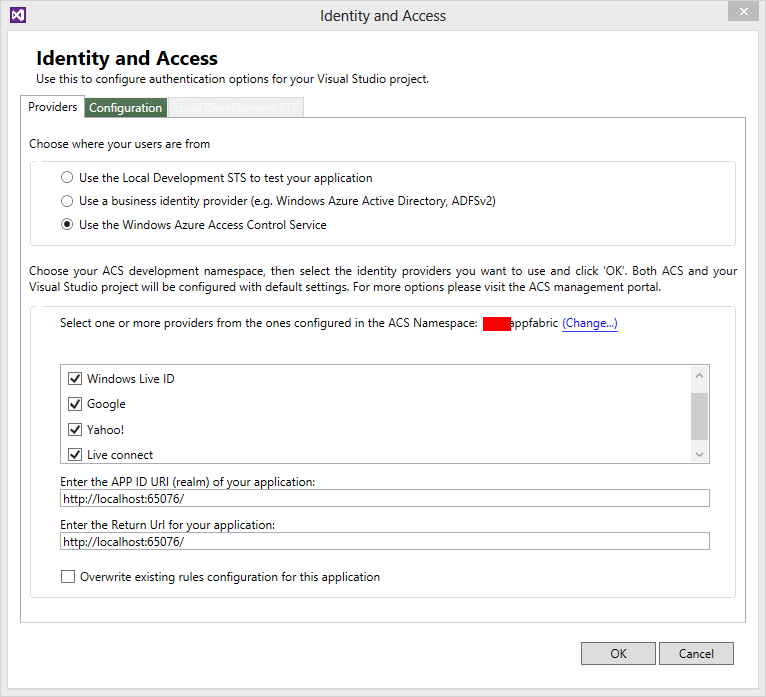 Identity and Access
Identity and Access
Use this to configure authentication options for your Visual Studio project.
Providers Configuration Local Development STS
Choose where your users are from
Use the Local Development STS to test your application
Use a business identity provider (e.g. Windows Azure Active Directory, ADFSv2)
Use the Windows Azure Access Control Service
Choose your ACS development namespace, then select the identity providers you want to use and click ‘OK’. Both ACS and your
Visual Studio project will be configured with default settings. For more options please visit the ACS management portal.
Select one or more providers from the ones configured in the ACS Namespace: appfabric (Change...)
Windows Live ID
Google
Yahoo!
Live connect
Enter the APP ID URI (realm) of your application:
http://localhost:65076/
Enter the Return Url for your application:
http://localhost:65076/
Overwrite existing rules configuration for this application
OK Cancel